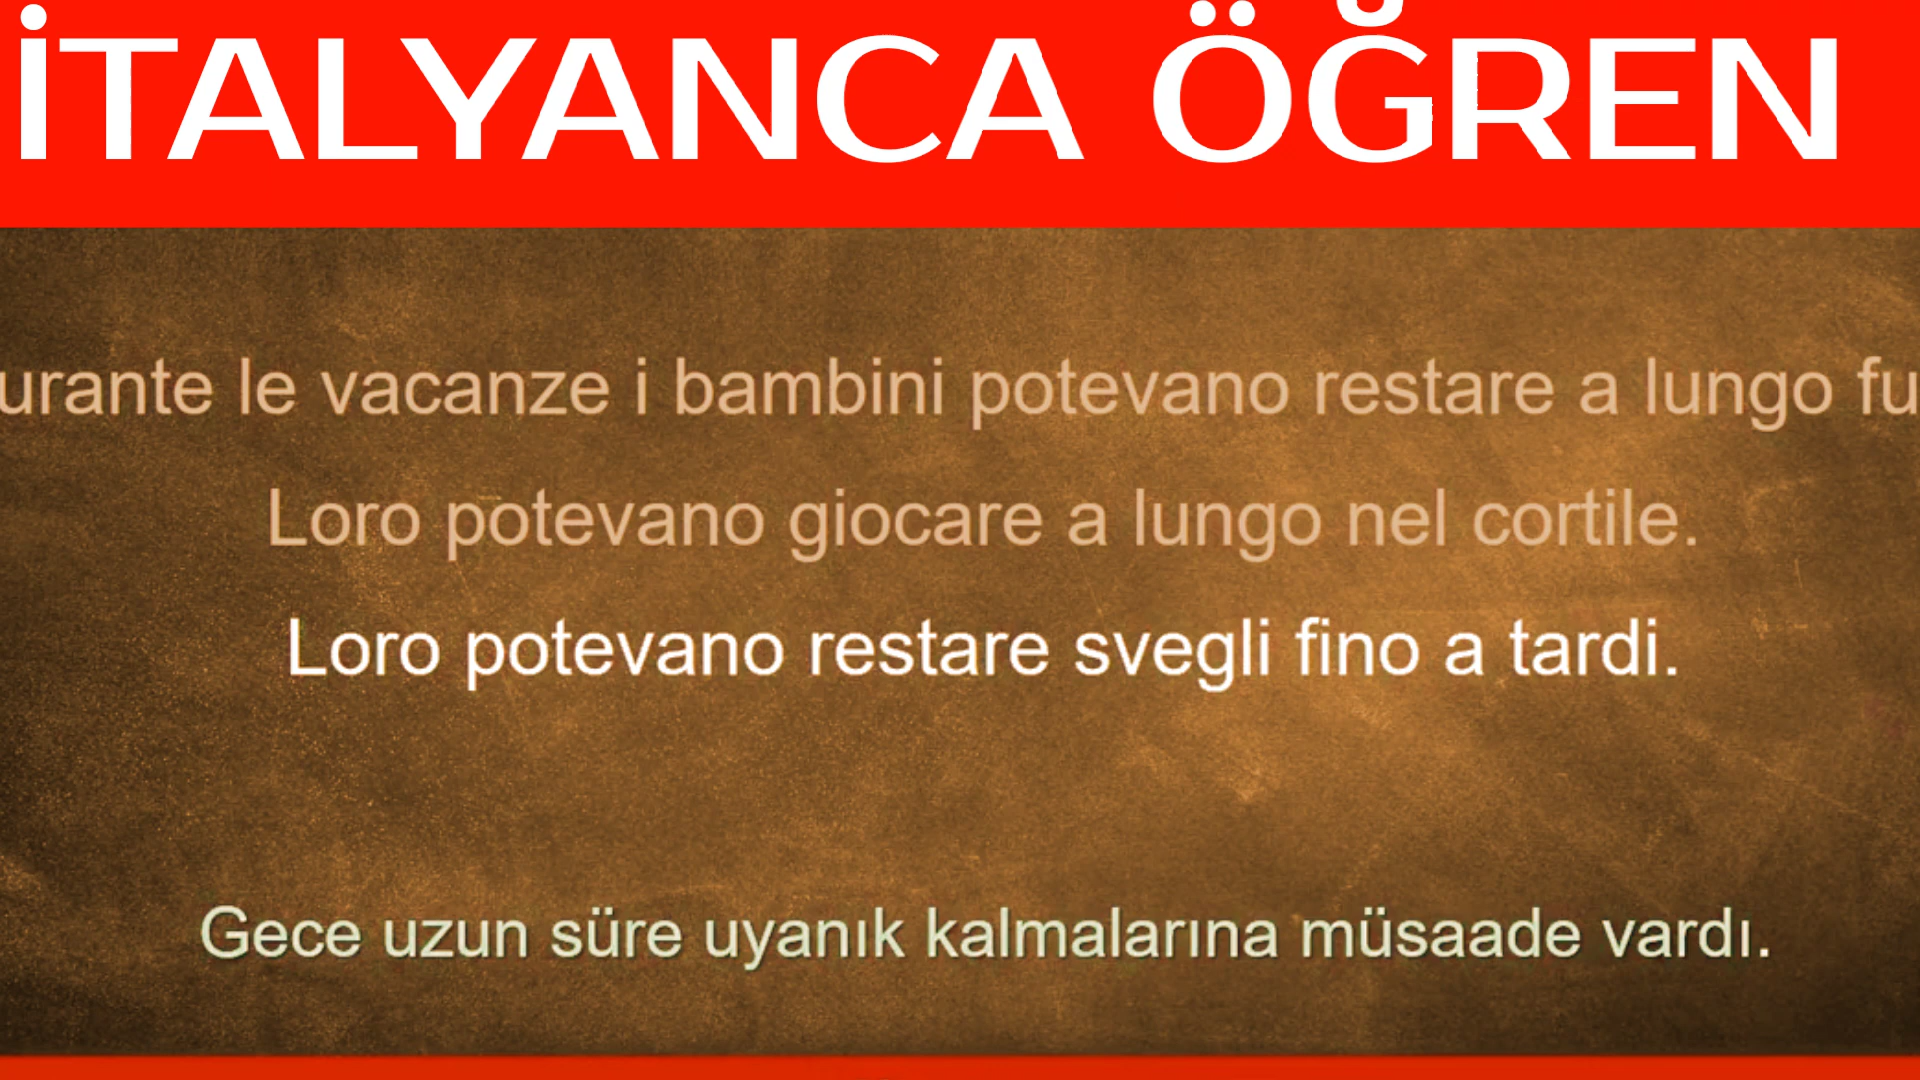 İTALYANCA ÖĞREN
urante le vacanze i bambini potevano restare a lungo fu
Loro potevano giocare a lungo nel cortile.
Loro potevano restare svegli fino a tardi.
Gece uzun süre uyanık kalmalarına müsaade vardı.